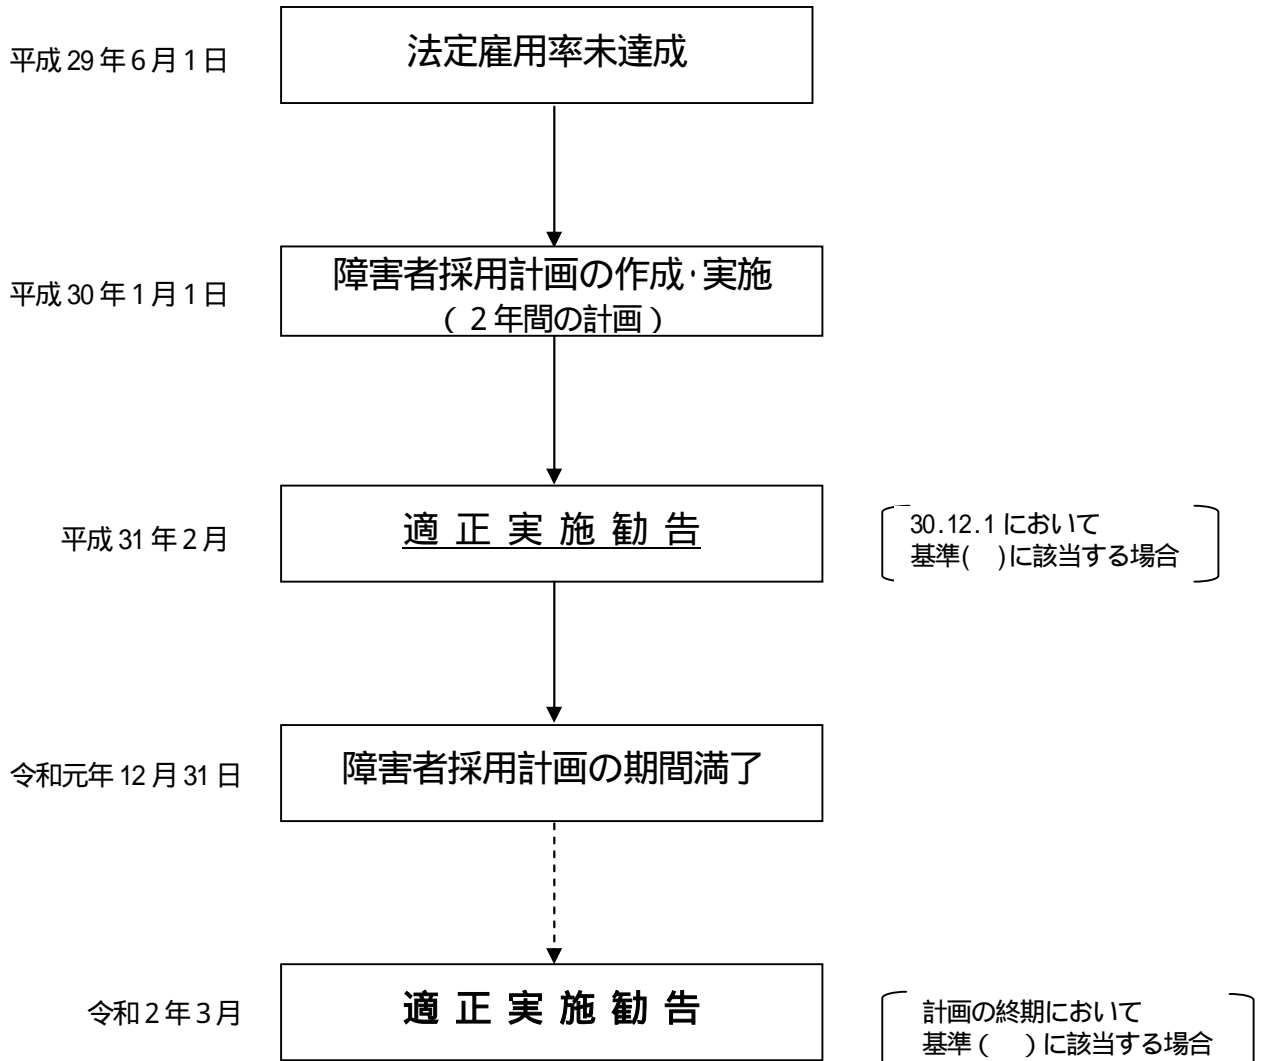 平成29年6月1日
法定雇用率未達成
平成30年1月1日
障害者採用計画の作成・実施
(2年間の計画)
平成31年2月
適正実施勧告
30.12.1において
基準( )に該当する場合
令和元年12月31日
障害者採用計画の期間満了
令和2年3月
適正実施勧告
計画の終期において
基準( )に該当する場合